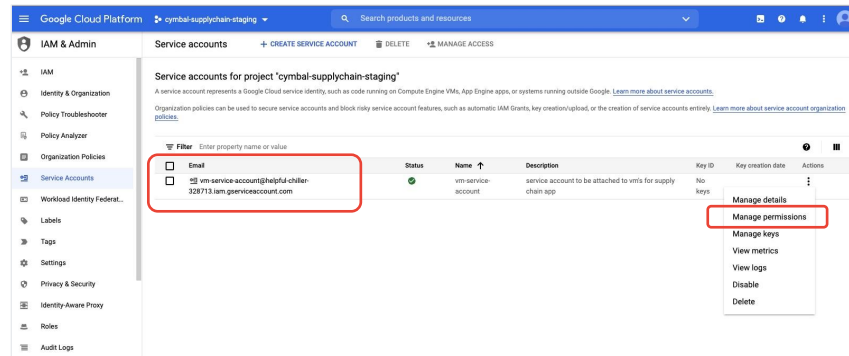 Google Cloud Platform
cymbal-supplychain-staging
Search products and resources
IAM & Admin
Service accounts
+ CREATE SERVICE ACCOUNT
DELETE
MANAGE ACCESS
IAM
Identity & Organization
Policy Troubleshooter
Policy Analyzer
Organization Policies
Service Accounts
Workload Identity Federat...
Labels
Tags
Settings
Privacy & Security
Identity-Aware Proxy
Roles
Audit Logs
Service accounts for project "cymbal-supplychain-staging"
A service account represents a Google Cloud service identity, such as code running on Compute Engine VMs, App Engine apps, or systems running outside Google. Learn more about service accounts.
Organization policies can be used to secure service accounts and block risky service account features, such as automatic IAM Grants, key creation/upload, or the creation of service accounts entirely. Learn more about service account organization
policies.
Filter Enter property name or value
Email Status Name Description Key ID Key creation date Actions
vm-service-account@helpful-chiller-
328713.iam.gserviceaccount.com
vm-service-
account
service account to be attached to vm's for supply
chain app
No
keys
Manage details
Manage permissions
Manage keys
View metrics
View logs
Disable
Delete